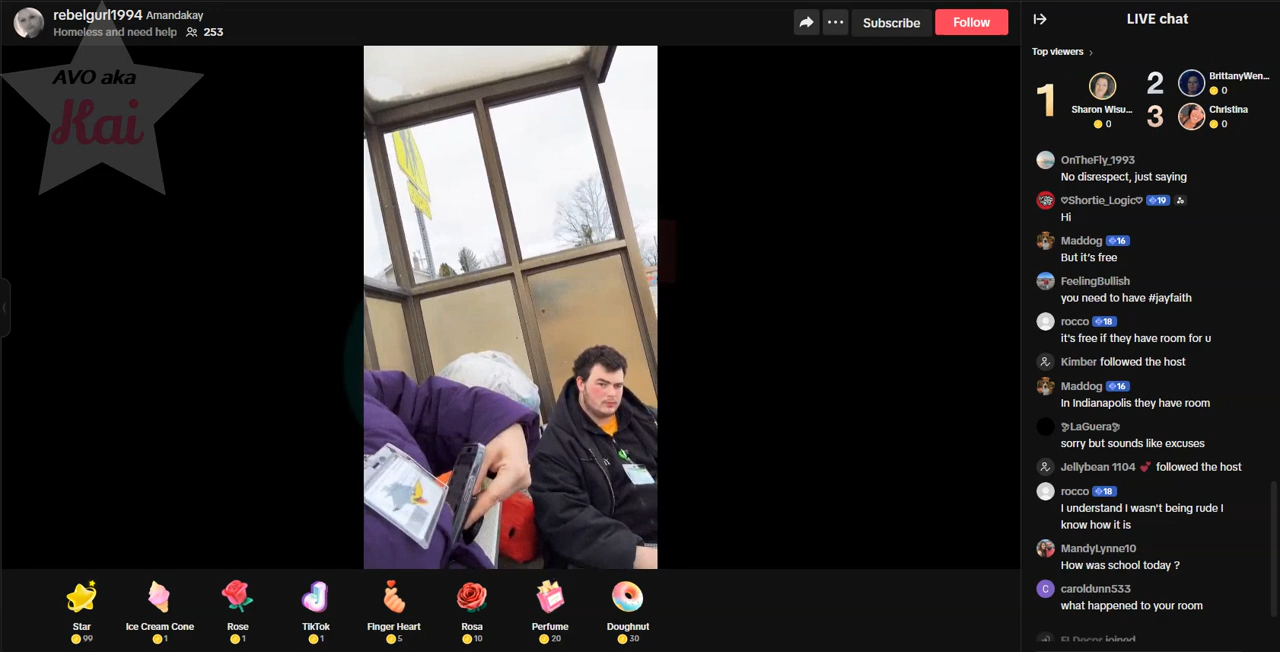 rebelgurl1994 Amandakay
Homeless and need help 253
Subscribe
Follow
AVO aka
Kai
LIVE chat
Top viewers
1
Sharon Wisu...
0
2
BrittanyWen...
0
3
Christina
0
OnTheFly_1993
No disrespect, just saying
♡Shortie_Logic♡ 19
Hi
Maddog 16
But it's free
FeelingBullish
you need to have #jayfaith
rocco 18
it's free if they have room for u
Kimber followed the host
Maddog 16
In Indianapolis they have room
LaGuera
sorry but sounds like excuses
Jellybean 1104 💕 followed the host
rocco 18
I understand I wasn't being rude I
know how it is
MandyLynne10
How was school today ?
C
caroldunn533
what happened to your room
El Decor joined
Star
99
Ice Cream Cone
1
Rose
1
TikTok
1
Finger Heart
5
Rosa
10
Perfume
20
Doughnut
30